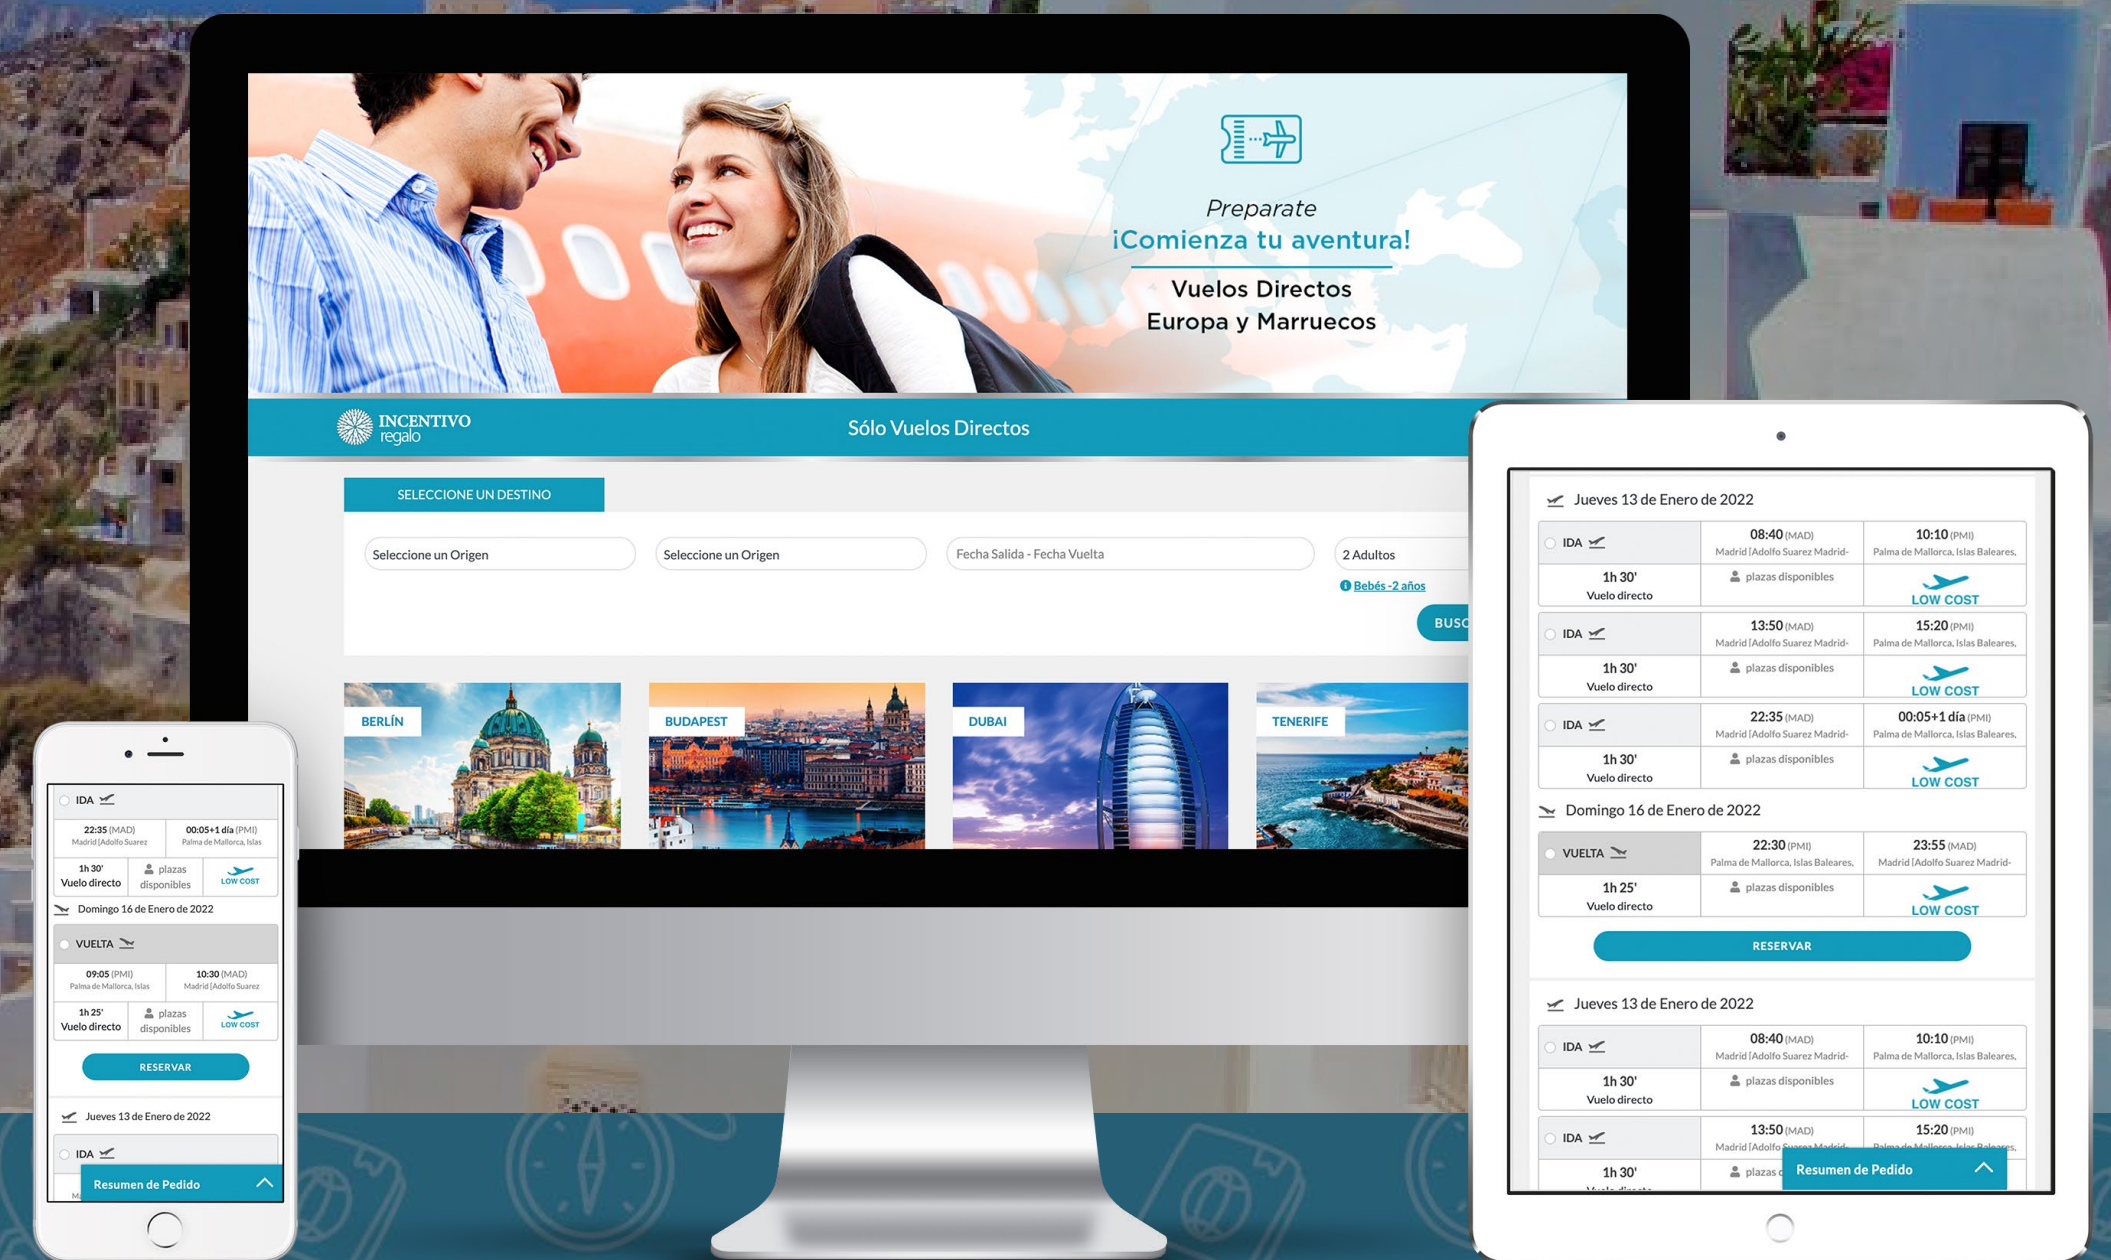 Preparate
¡Comienza tu aventura!
Vuelos Directos
Europa y Marruecos
INCENTIVO
regalo
Sólo Vuelos Directos
SELECCIONE UN DESTINO
Seleccione un Origen
Seleccione un Origen
Fecha Salida - Fecha Vuelta
2 Adultos
Bebés -2 años
BUSC
BERLÍN
BUDAPEST
DUBAI
TENERIFE
IDA
22:35 (MAD) 00:05+1 día (PMI)
Madrid [Adolfo Suarez Palma de Mallorca, Islas
1h 30' plazas
Vuelo directo disponibles LOW COST
Domingo 16 de Enero de 2022
VUELTA
09:05 (PMI) 10:30 (MAD)
Palma de Mallorca, Islas Madrid [Adolfo Suarez
1h 25' plazas
Vuelo directo disponibles LOW COST
RESERVAR
Jueves 13 de Enero de 2022
IDA
Resumen de Pedido
Jueves 13 de Enero de 2022
IDA 08:40 (MAD) 10:10 (PMI)
Madrid [Adolfo Suarez Madrid- Palma de Mallorca, Islas Baleares,
1h 30' plazas disponibles
Vuelo directo LOW COST
IDA 13:50 (MAD) 15:20 (PMI)
Madrid [Adolfo Suarez Madrid- Palma de Mallorca, Islas Baleares,
1h 30' plazas disponibles
Vuelo directo LOW COST
IDA 22:35 (MAD) 00:05+1 día (PMI)
Madrid [Adolfo Suarez Madrid- Palma de Mallorca, Islas Baleares,
1h 30' plazas disponibles
Vuelo directo LOW COST
Domingo 16 de Enero de 2022
VUELTA 22:30 (PMI) 23:55 (MAD)
Palma de Mallorca, Islas Baleares, Madrid [Adolfo Suarez Madrid-
1h 25' plazas disponibles
Vuelo directo LOW COST
RESERVAR
Jueves 13 de Enero de 2022
IDA 08:40 (MAD) 10:10 (PMI)
Madrid [Adolfo Suarez Madrid- Palma de Mallorca, Islas Baleares,
1h 30' plazas disponibles
Vuelo directo LOW COST
IDA 13:50 (MAD) 15:20 (PMI)
Madrid [Adolfo Suarez Madrid- Palma de Mallorca, Islas Baleares,
1h 30' plazas
Resumen de Pedido